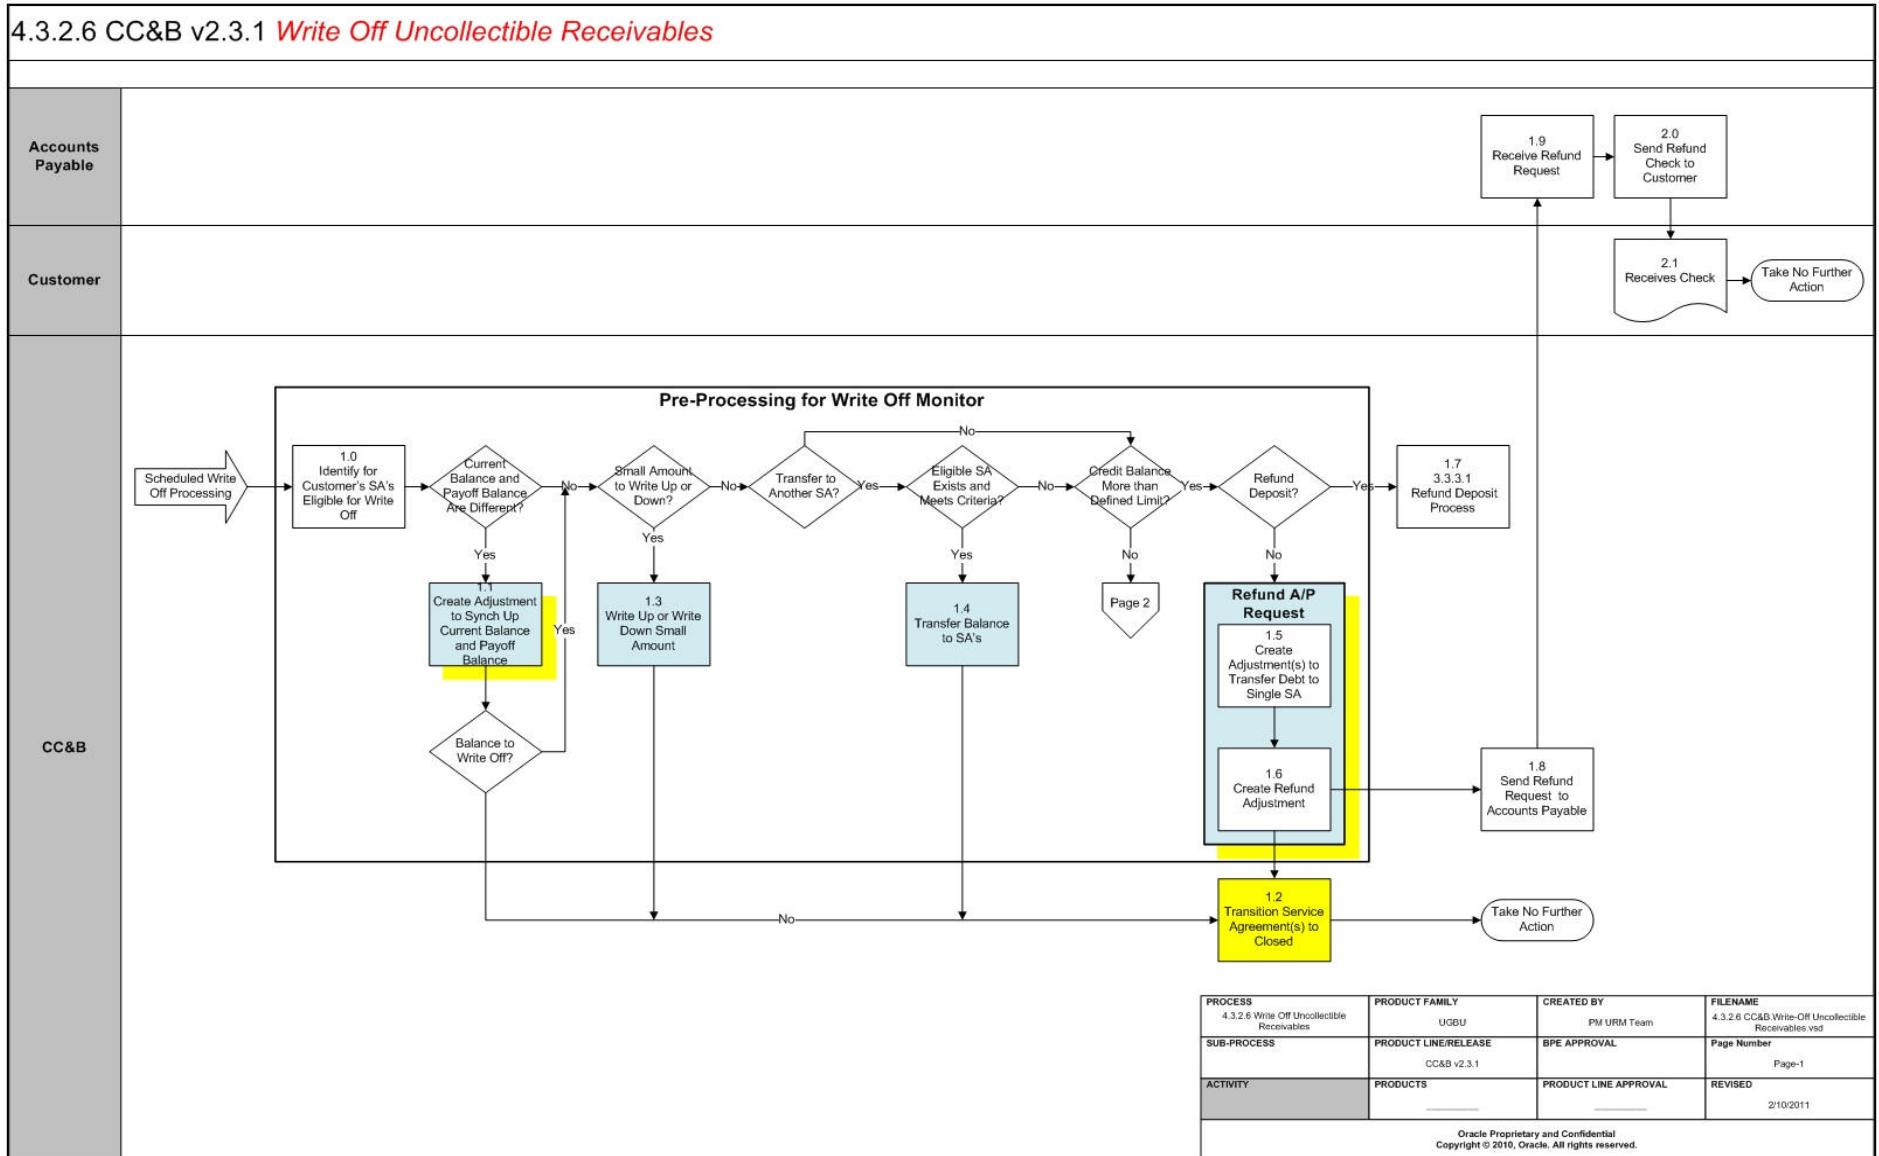 4.3.2.6 CC&B v2.3.1 Write Off Uncollectible Receivables
Accounts
Payable
1.9
Receive Refund
Request
2.0
Send Refund
Check to
Customer
Customer
2.1
Receives Check
Take No Further
Action
CC&B
Pre-Processing for Write Off Monitor
Scheduled Write
Off Processing
1.0
Identify for
Customer's SA's
Eligible for Write
Off
Current
Balance and
Payoff Balance
Are Different?
No
Small Amount
to Write Up or
Down?
No
Transfer to
Another SA?
No
Yes
Eligible SA
Exists and
Meets Criteria?
No
Credit Balance
More than
Defined Limit?
Yes
Refund
Deposit?
Yes
1.7
3.3.3.1
Refund Deposit
Process
Yes
Yes
Yes
No
No
1.1
Create Adjustment
to Synch Up
Current Balance
and Payoff
Balance
Yes
1.3
Write Up or Write
Down Small
Amount
1.4
Transfer Balance
to SA's
Page 2
Refund A/P
Request
1.5
Create
Adjustment(s) to
Transfer Debt to
Single SA
Balance to
Write Off?
1.6
Create Refund
Adjustment
1.8
Send Refund
Request to
Accounts Payable
No
1.2
Transition Service
Agreement(s) to
Closed
Take No Further
Action
PROCESS
4.3.2.6 Write Off Uncollectible
Receivables
PRODUCT FAMILY
UGBU
CREATED BY
PM URM Team
FILENAME
4.3.2.6 CC&B.Write-Off Uncollectible
Receivables.vsd
SUB-PROCESS
PRODUCT LINE/RELEASE
CC&B v2.3.1
BPE APPROVAL
Page Number
Page-1
ACTIVITY
PRODUCTS
PRODUCT LINE APPROVAL
REVISED
2/10/2011
Oracle Proprietary and Confidential
Copyright © 2010, Oracle. All rights reserved.